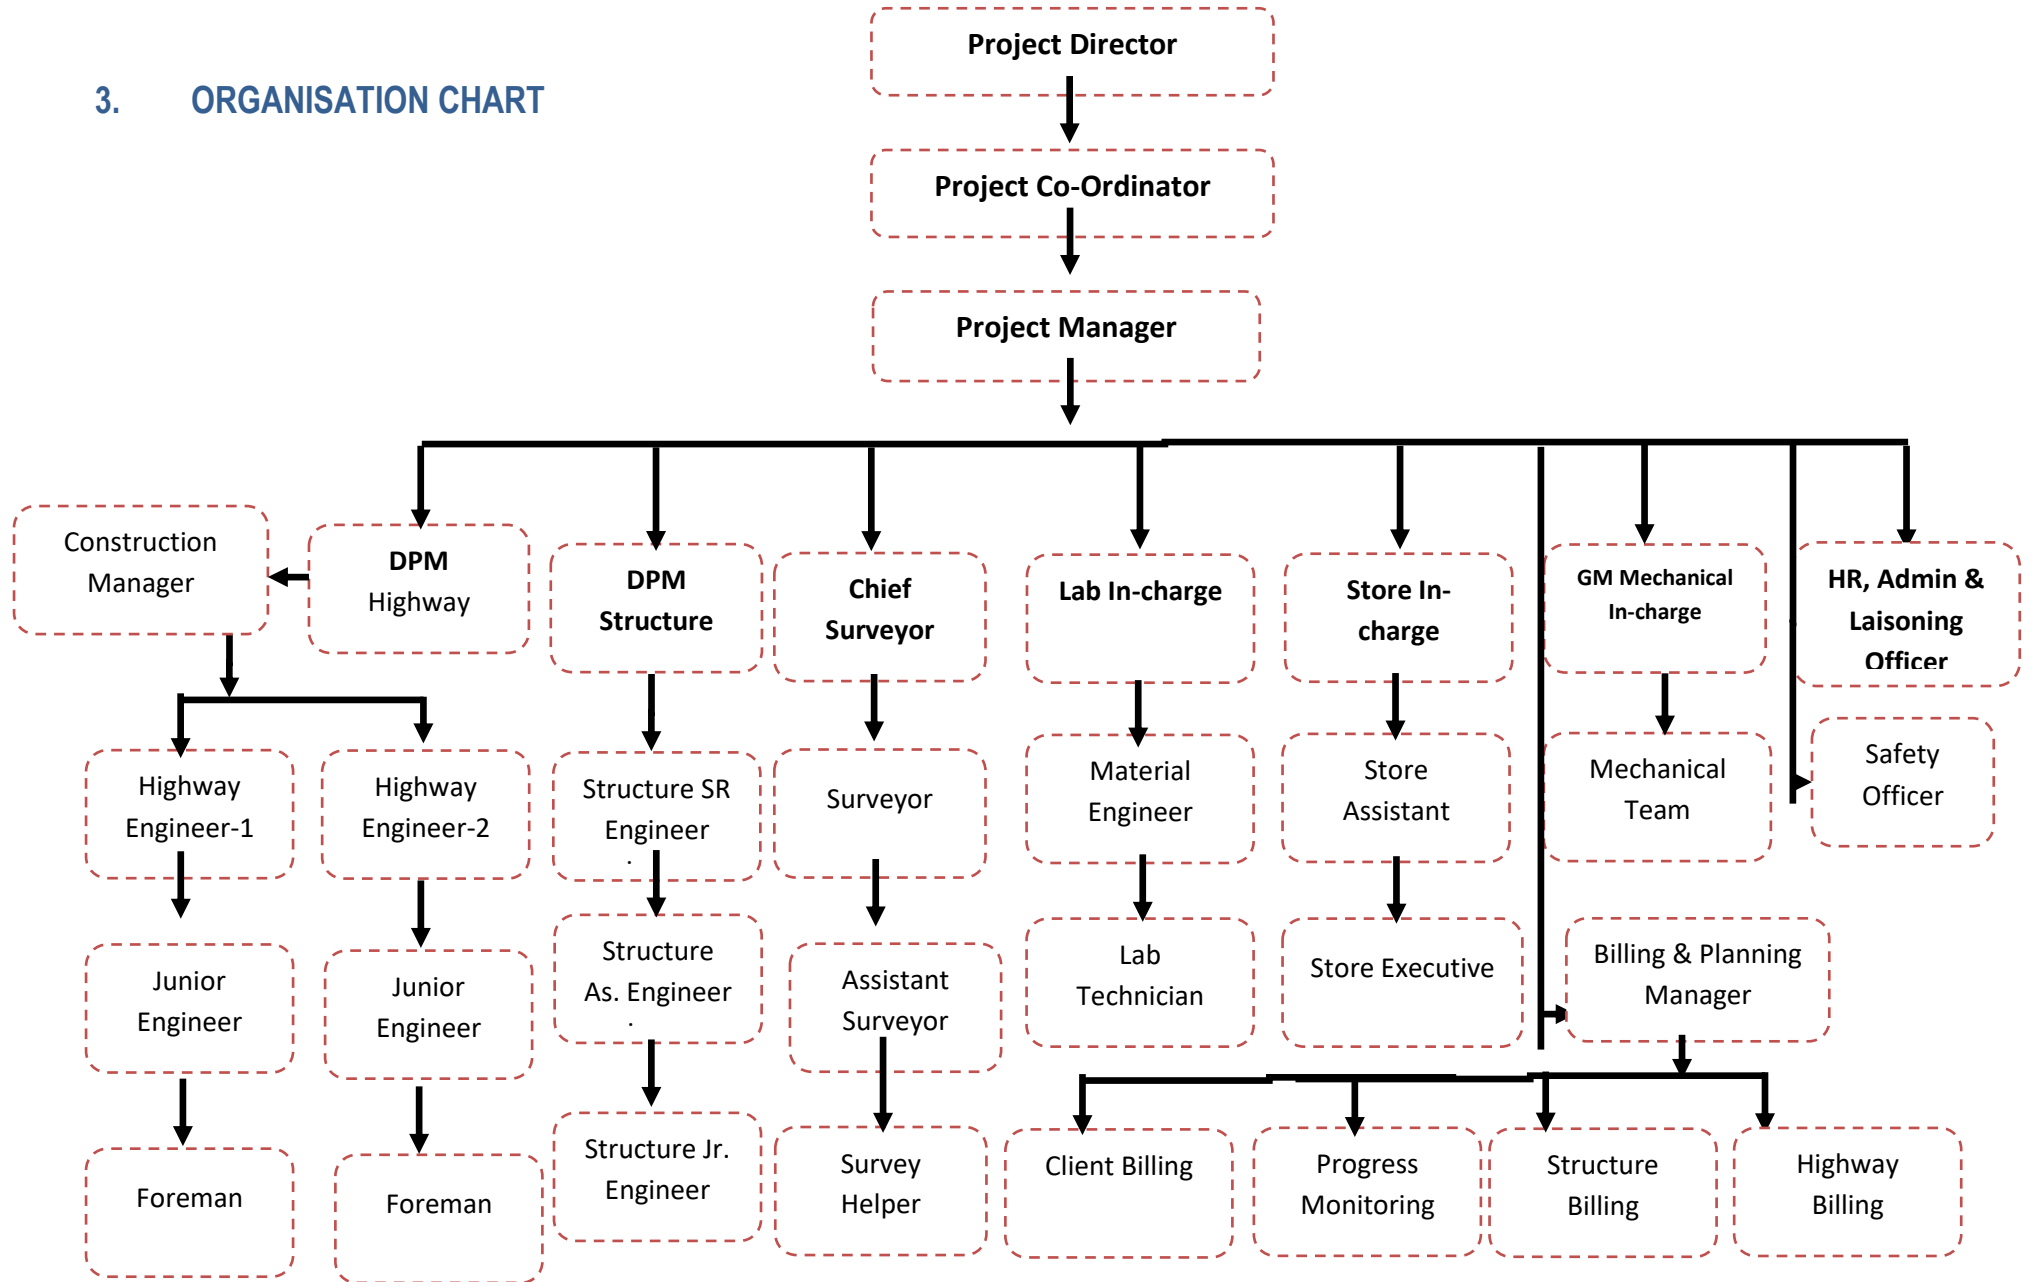 Project Director
3. ORGANISATION CHART
Project Co-Ordinator
Project Manager
Construction
Manager
DPM
Highway
DPM
Structure
Chief
Surveyor
Lab In-charge
Store In-
charge
GM Mechanical
In-charge
HR, Admin &
Laisoning
Officer
Highway
Engineer-1
Highway
Engineer-2
Structure SR
Engineer
.
Surveyor
Material
Engineer
Store
Assistant
Mechanical
Team
Safety
Officer
Junior
Engineer
Junior
Engineer
Structure
As. Engineer
.
Assistant
Surveyor
Lab
Technician
Store Executive
Billing & Planning
Manager
Foreman
Foreman
Structure Jr.
Engineer
Survey
Helper
Client Billing
Progress
Monitoring
Structure
Billing
Highway
Billing